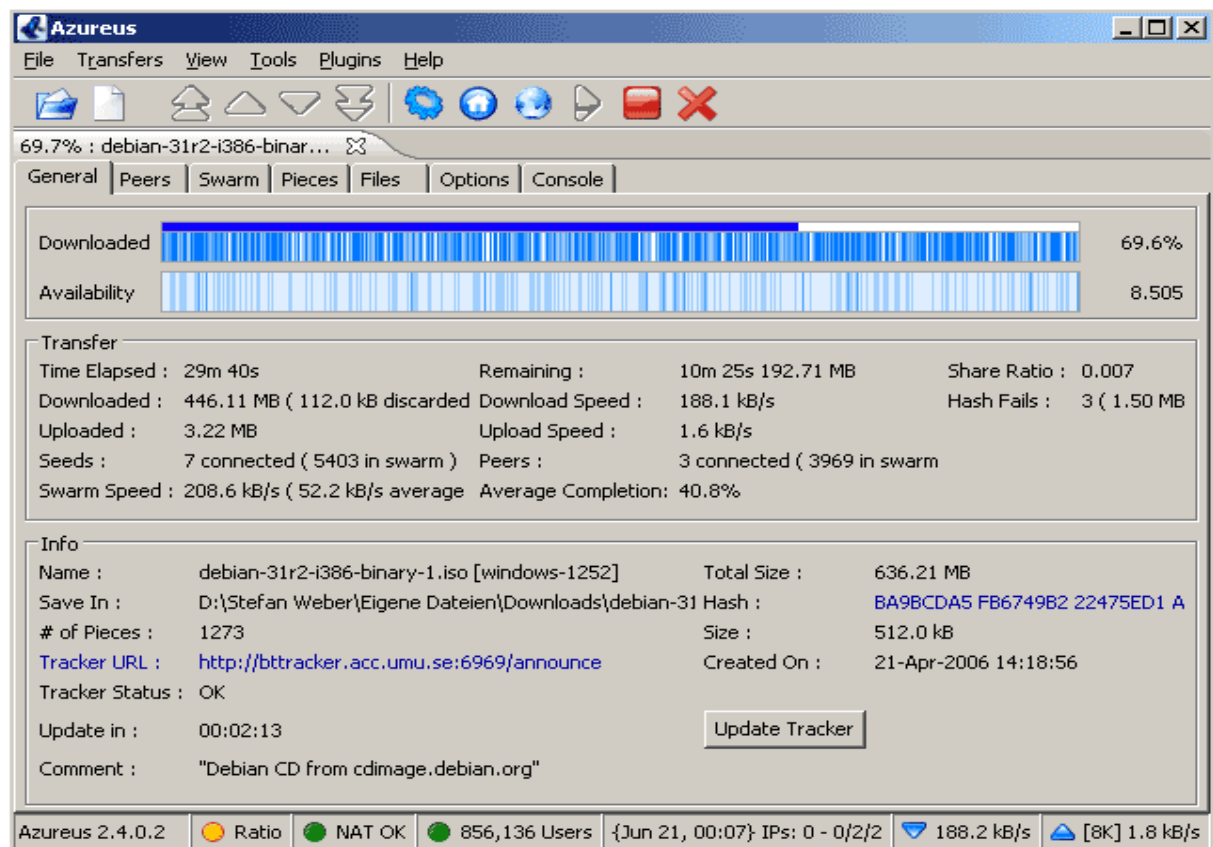 Azureus
File Transfers View Tools Plugins Help
69.7% : debian-31r2-i386-binar...
General Peers Swarm Pieces Files Options Console
Downloaded 69.6%
Availability 8.505
Transfer
Time Elapsed : 29m 40s Remaining : 10m 25s 192.71 MB Share Ratio : 0.007
Downloaded : 446.11 MB ( 112.0 kB discarded Download Speed : 188.1 kB/s Hash Fails : 3 ( 1.50 MB
Uploaded : 3.22 MB Upload Speed : 1.6 kB/s
Seeds : 7 connected ( 5403 in swarm ) Peers : 3 connected ( 3969 in swarm
Swarm Speed : 208.6 kB/s ( 52.2 kB/s average Average Completion: 40.8%
Info
Name : debian-31r2-i386-binary-1.iso [windows-1252] Total Size : 636.21 MB
Save In : D:\Stefan Weber\Eigene Dateien\Downloads\debian-31 Hash : BA9BCDA5 FB6749B2 22475ED1 A
# of Pieces : 1273 Size : 512.0 kB
Tracker URL : http://bttracker.acc.umu.se:6969/announce Created On : 21-Apr-2006 14:18:56
Tracker Status : OK
Update in : 00:02:13 Update Tracker
Comment : "Debian CD from cdimage.debian.org"
Azureus 2.4.0.2 Ratio NAT OK 856,136 Users {Jun 21, 00:07} IPs: 0 - 0/2/2 188.2 kB/s [8K] 1.8 kB/s